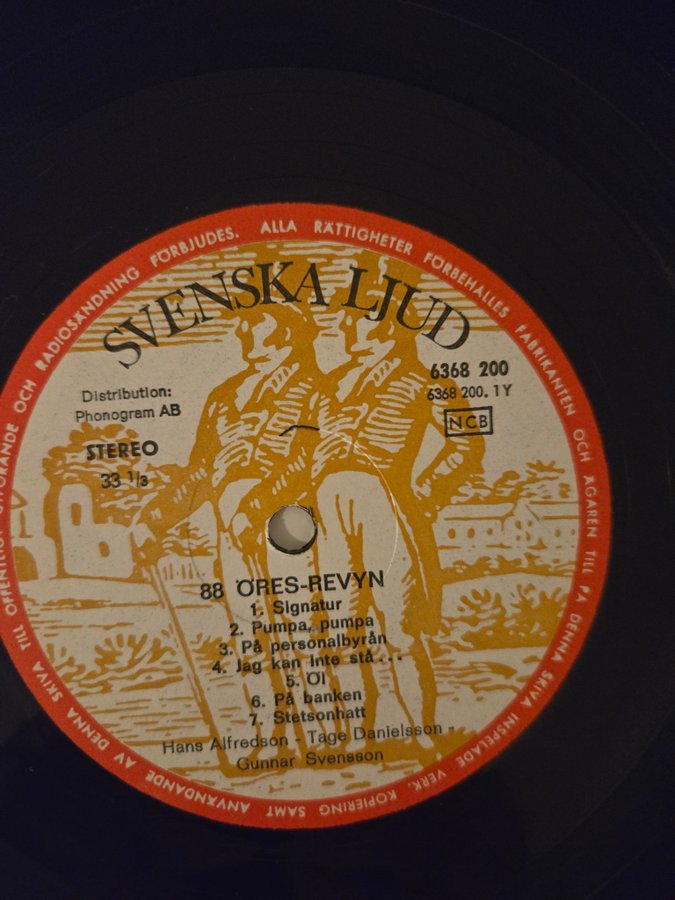 SVENSKA LJUD
Distribution:
Phonogram AB
STEREO
33 1/3
6368 200
6368 200. 1Y
NCB
88 ÖRES-REVYN
1. Signatur
2. Pumpa, pumpa
3. På personalbyrån
4. Jag kan inte stå...
5. Öl
6. På banken
7. Stetsonhatt
Hans Alfredson - Tage Danielsson -
Gunnar Svensson
ALLA RÄTTIGHETER FÖRBEHALLES FABRIKANTEN OCH ÄGAREN TILL PÅ DENNA SKIVA INSPELADE VERK. KOPIERING SAMT ANVÄNDANDE AV DENNA SKIVA TILL OFFENTLIGT OCH RADIOSÄNDNING FÖRBJUDES.